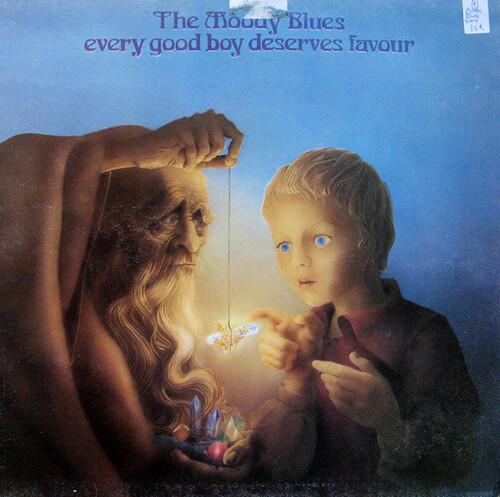 The Moody Blues
every good boy deserves favour